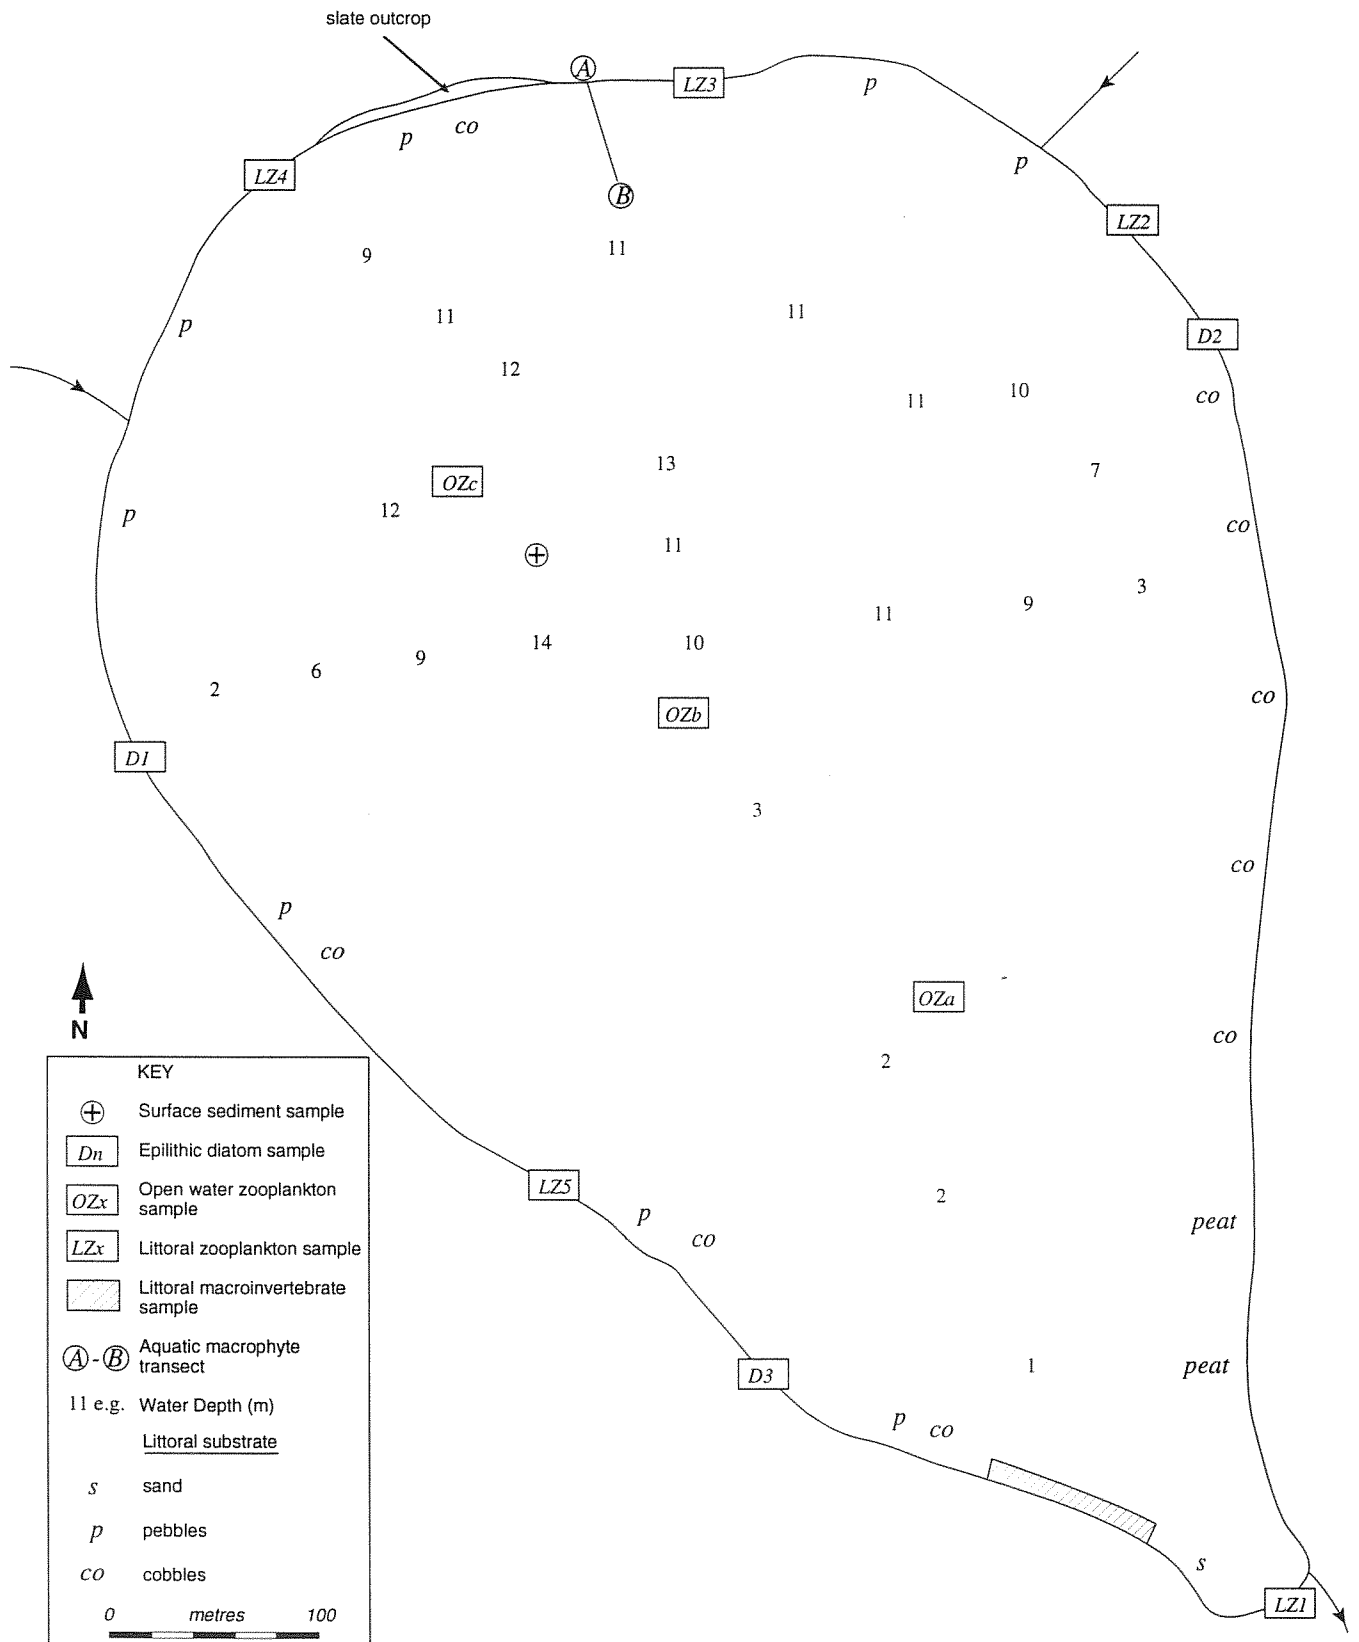 slate outcrop
A
LZ3
p
p
co
LZ4
p
B
LZ2
9
11
p
11
11
D2
12
11
10
co
13
7
OZc
12
p
co
11
3
9
11
14
10
9
6
2
co
OZb
D1
3
co
p
co
OZa
N
co
2
LZ5
2
p
co
peat
peat
1
D3
p
co
s
LZ1
KEY
Surface sediment sample
Dn Epilithic diatom sample
OZx Open water zooplankton
sample
LZx Littoral zooplankton sample
Littoral macroinvertebrate
sample
A - B Aquatic macrophyte
transect
11 e.g. Water Depth (m)
Littoral substrate
s sand
p pebbles
co cobbles
0 metres 100